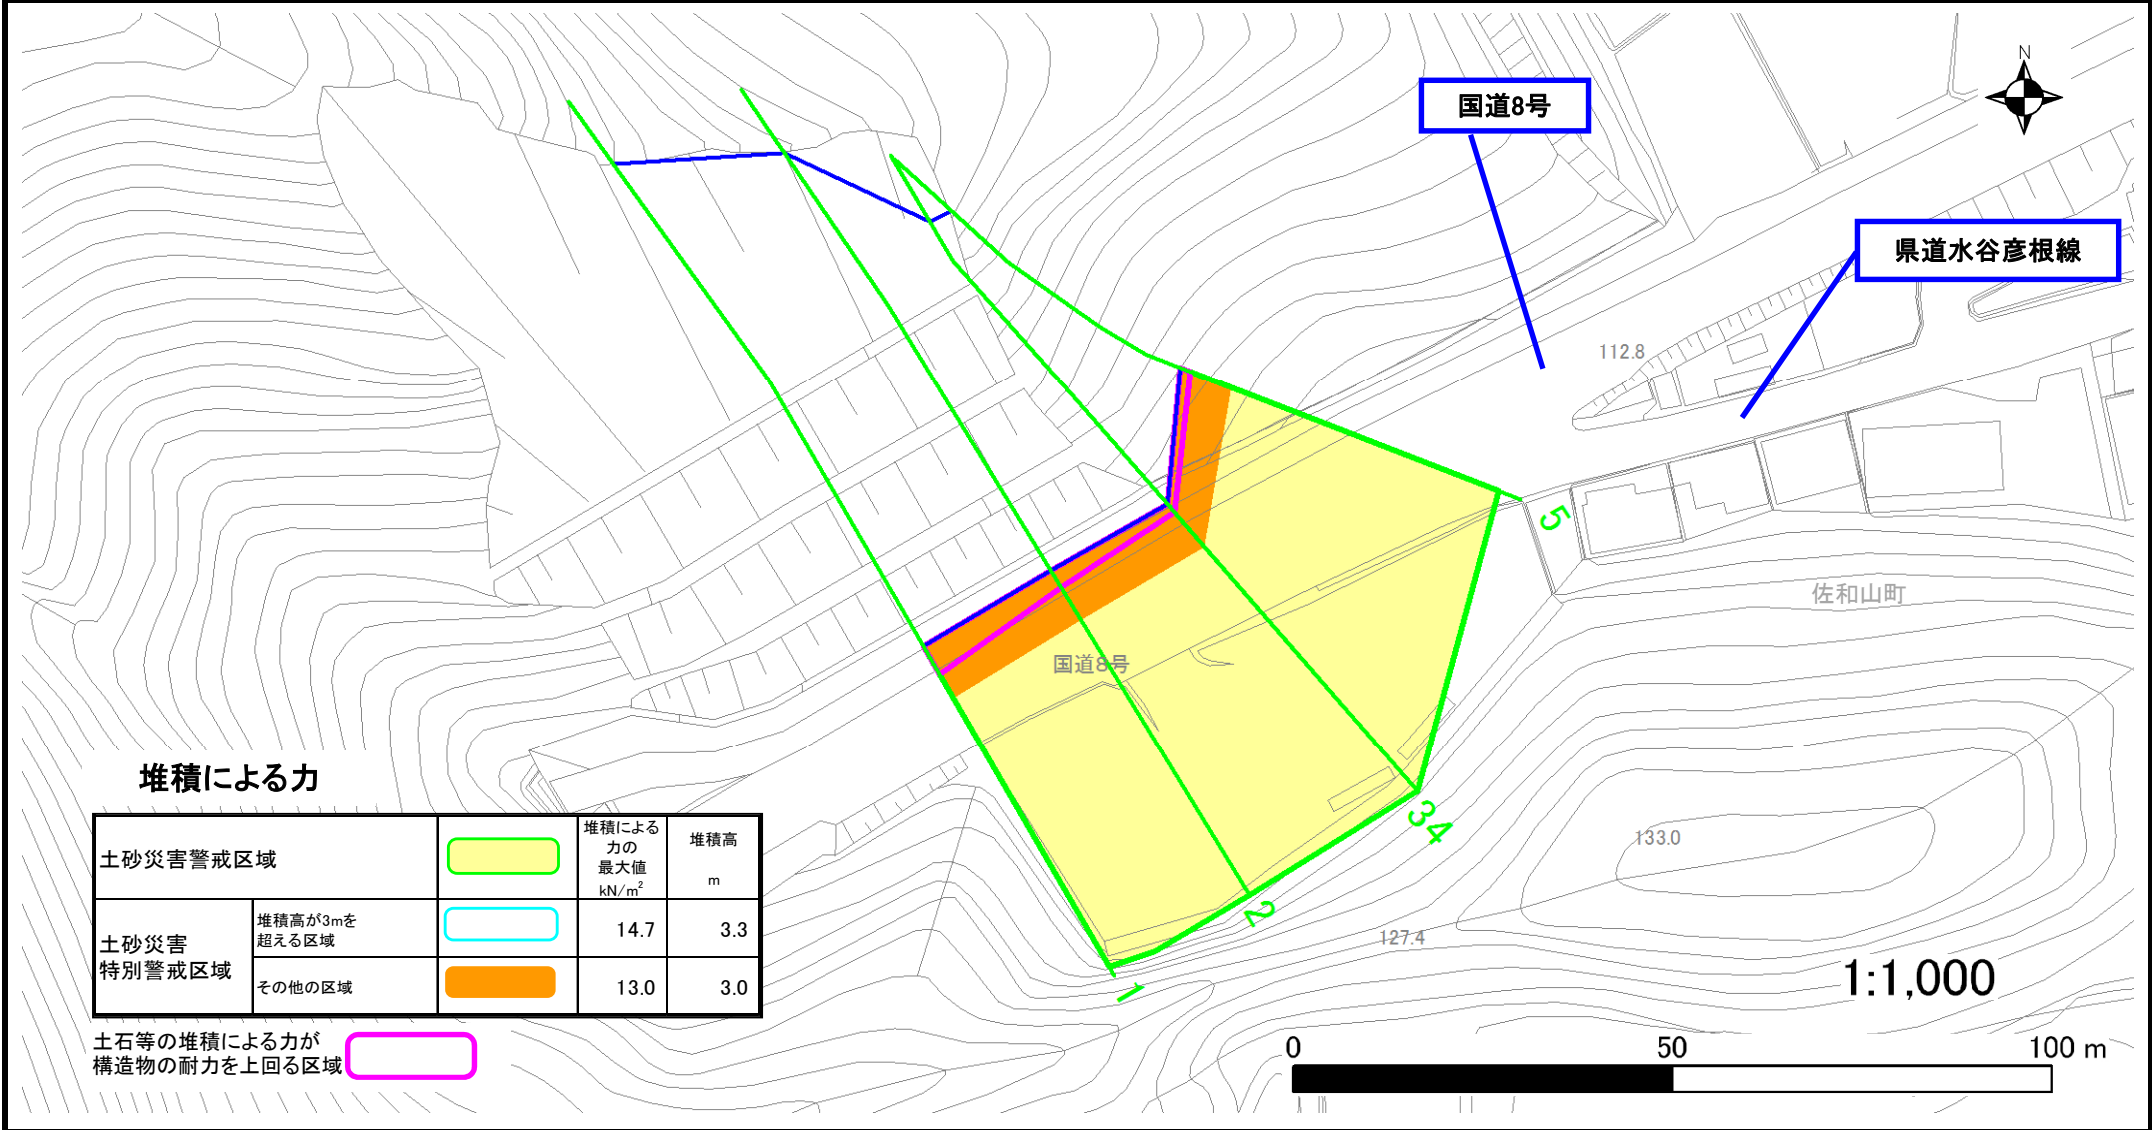 N
国道8号
県道水谷彦根線
112.8
5
佐和山町
国道8号
34
133.0
2
127.4
1
堆積による力
土砂災害警戒区域
堆積による
力の
最大値
kN/m²
堆積高
m
土砂災害
特別警戒区域
堆積高が3mを
超える区域
14.7
3.3
その他の区域
13.0
3.0
土石等の堆積による力が
構造物の耐力を上回る区域
1:1,000
0 50 100 m